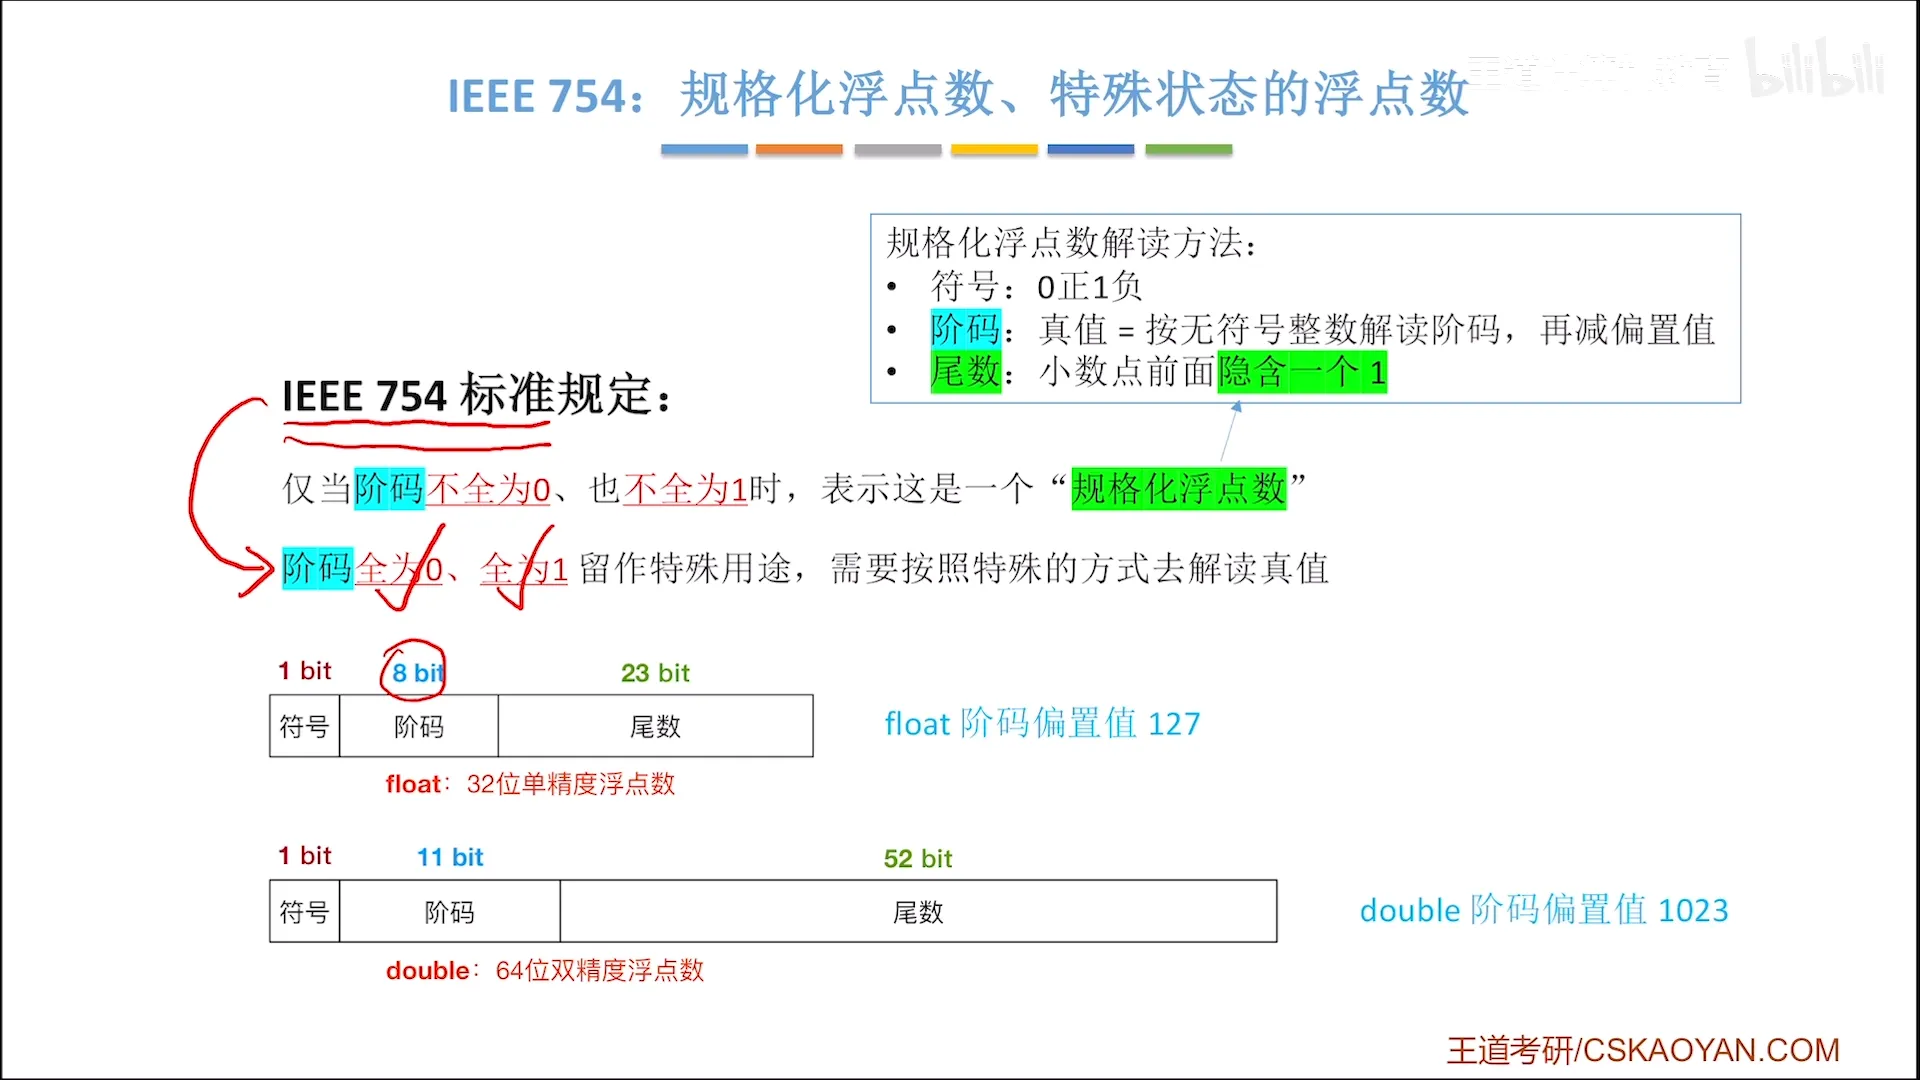 IEEE 754：规格化浮点数、特殊状态的浮点数
bilibili
规格化浮点数解读方法：
• 符号：0正1负
• 阶码：真值 = 按无符号整数解读阶码，再减偏置值
• 尾数：小数点前面隐含一个 1
IEEE 754 标准规定：
仅当阶码不全为0、也不全为1时，表示这是一个“规格化浮点数”
阶码全为0、全为1 留作特殊用途，需要按照特殊的方式去解读真值
1 bit 8 bit 23 bit
符号 阶码 尾数
float 阶码偏置值 127
float：32位单精度浮点数
1 bit 11 bit 52 bit
符号 阶码 尾数
double 阶码偏置值 1023
double：64位双精度浮点数
王道考研/CSKAOYAN.COM